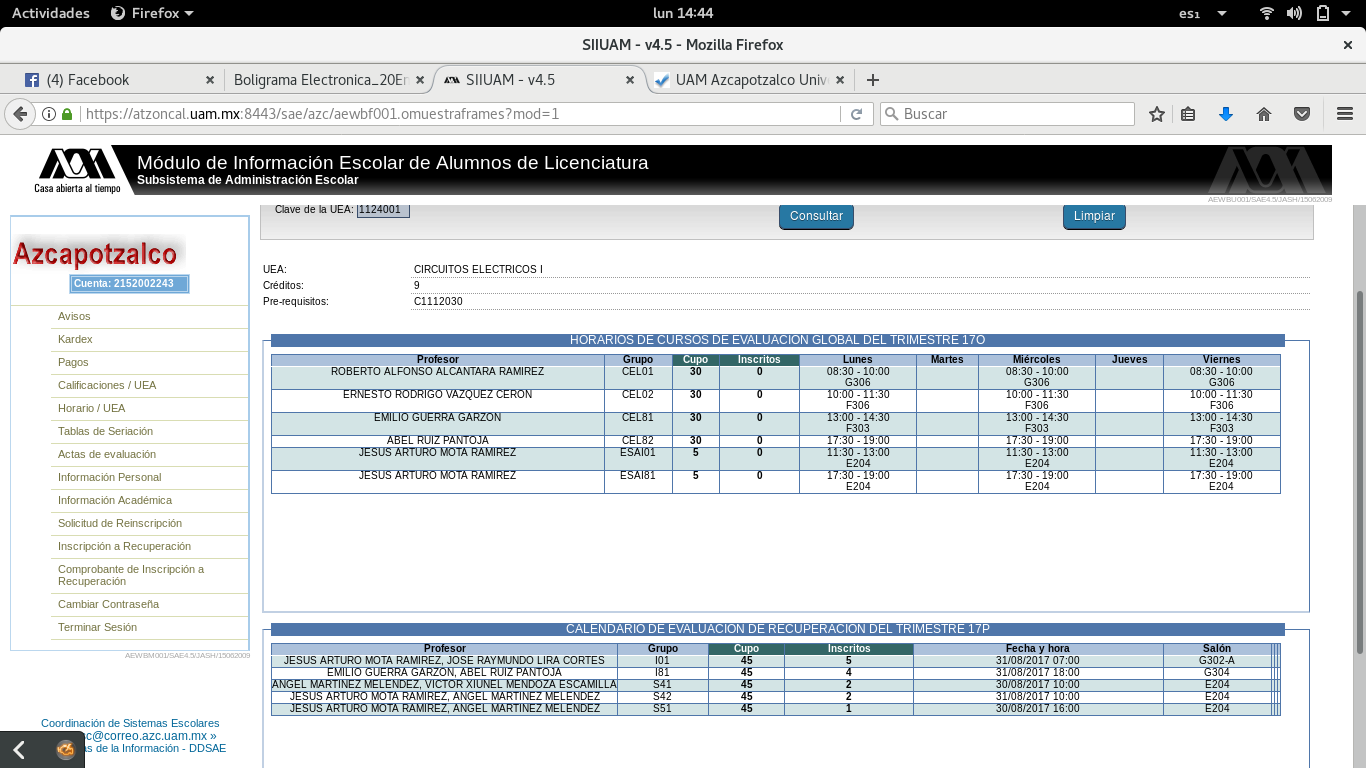 Actividades Firefox lun 14:44 es1
SIIUAM - v4.5 - Mozilla Firefox
(4) Facebook Boligrama Electronica_20En SIIUAM - v4.5 UAM Azcapotzalco Unive
https://atzoncal.uam.mx:8443/sae/azc/aewbf001.omuestraframes?mod=1 Buscar
Casa abierta al tiempo
Módulo de Información Escolar de Alumnos de Licenciatura
Subsistema de Administración Escolar
AEWBU001/SAE4.5/JASH/15062009
Azcapotzalco
Cuenta: 2152002243
Avisos
Kardex
Pagos
Calificaciones / UEA
Horario / UEA
Tablas de Seriación
Actas de evaluación
Información Personal
Información Académica
Solicitud de Reinscripción
Inscripción a Recuperación
Comprobante de Inscripción a
Recuperación
Cambiar Contraseña
Terminar Sesión
AEWBM001/SAE4.5/JASH/15062009
Coordinación de Sistemas Escolares
c@correo.azc.uam.mx »
as de la Información - DDSAE
Clave de la UEA: 1124001 Consultar Limpiar
UEA: CIRCUITOS ELECTRICOS I
Créditos: 9
Pre-requisitos: C1112030
HORARIOS DE CURSOS DE EVALUACION GLOBAL DEL TRIMESTRE 17O
Profesor Grupo Cupo Inscritos Lunes Martes Miércoles Jueves Viernes
ROBERTO ALFONSO ALCANTARA RAMIREZ CEL01 30 0 08:30 - 10:00 08:30 - 10:00 08:30 - 10:00
G306 G306 G306
ERNESTO RODRIGO VAZQUEZ CERON CEL02 30 0 10:00 - 11:30 10:00 - 11:30 10:00 - 11:30
F306 F306 F306
EMILIO GUERRA GARZON CEL81 30 0 13:00 - 14:30 13:00 - 14:30 13:00 - 14:30
F303 F303 F303
ABEL RUIZ PANTOJA CEL82 30 0 17:30 - 19:00 17:30 - 19:00 17:30 - 19:00
JESUS ARTURO MOTA RAMIREZ ESAI01 5 0 11:30 - 13:00 11:30 - 13:00 11:30 - 13:00
E204 E204 E204
JESUS ARTURO MOTA RAMIREZ ESAI81 5 0 17:30 - 19:00 17:30 - 19:00 17:30 - 19:00
E204 E204 E204
CALENDARIO DE EVALUACION DE RECUPERACION DEL TRIMESTRE 17P
Profesor Grupo Cupo Inscritos Fecha y hora Salón
JESUS ARTURO MOTA RAMIREZ, JOSE RAYMUNDO LIRA CORTES I01 45 5 31/08/2017 07:00 G302-A
EMILIO GUERRA GARZON, ABEL RUIZ PANTOJA I81 45 4 31/08/2017 18:00 G304
ANGEL MARTINEZ MELENDEZ, VICTOR XIUNEL MENDOZA ESCAMILLA S41 45 2 30/08/2017 10:00 E204
JESUS ARTURO MOTA RAMIREZ, ANGEL MARTINEZ MELENDEZ S42 45 2 31/08/2017 10:00 E204
JESUS ARTURO MOTA RAMIREZ, ANGEL MARTINEZ MELENDEZ S51 45 1 30/08/2017 16:00 E204